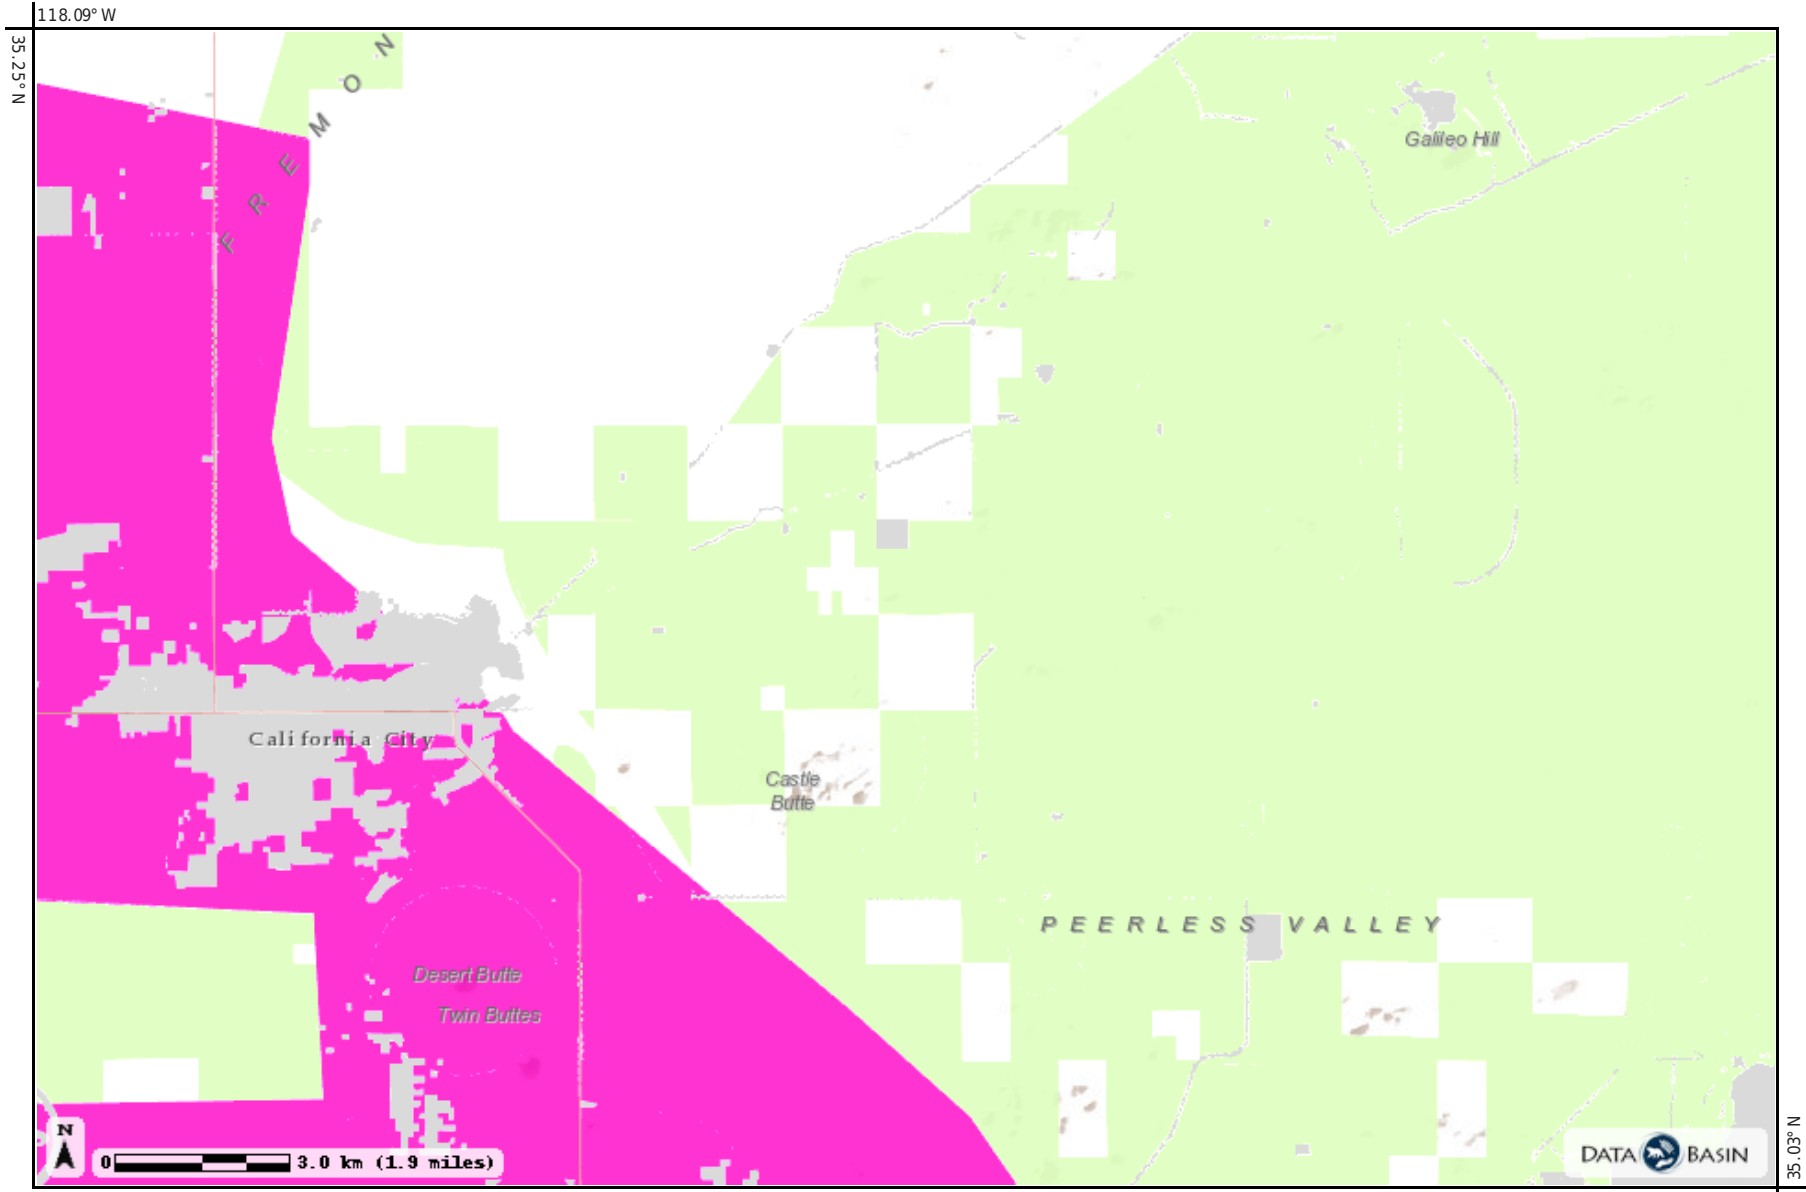 118.09° W
35.25° N
F R E M O N
Galileo Hill
California City
Castle
Butte
PEERLESS VALLEY
Desert Butte
Twin Buttes
N
0 3.0 km (1.9 miles)
DATA BASIN
35.03° N